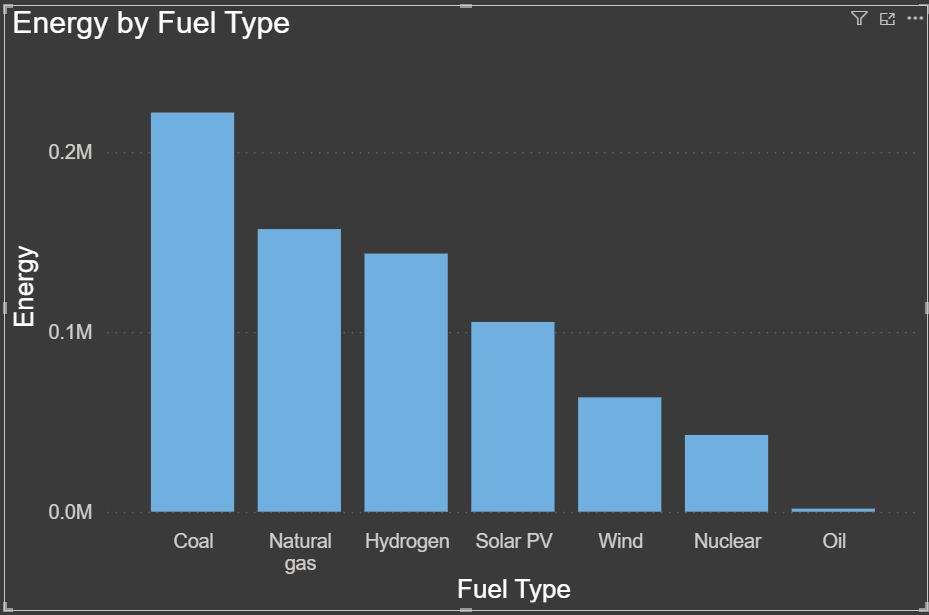 Energy by Fuel Type
0.2M
0.1M
0.0M
Energy
Coal
Natural
gas
Hydrogen
Solar PV
Wind
Nuclear
Oil
Fuel Type